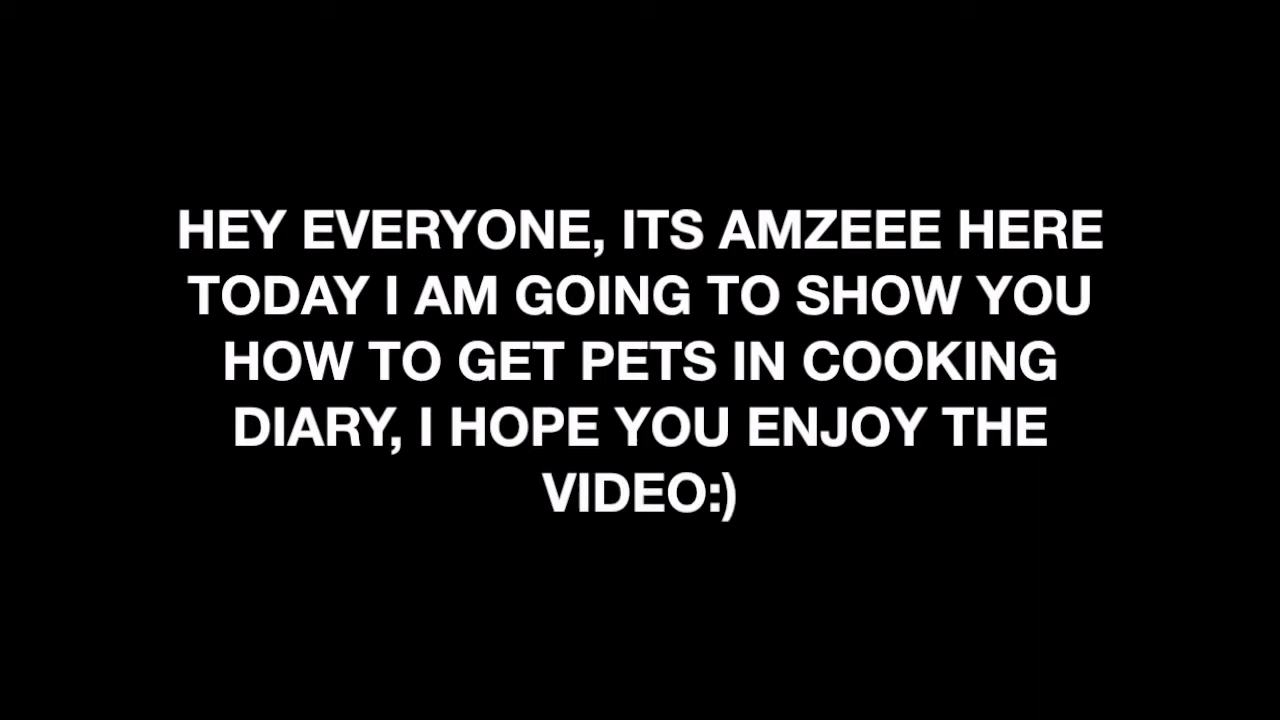 HEY EVERYONE, ITS AMZEEE HERE
TODAY I AM GOING TO SHOW YOU
HOW TO GET PETS IN COOKING
DIARY, I HOPE YOU ENJOY THE
VIDEO:)